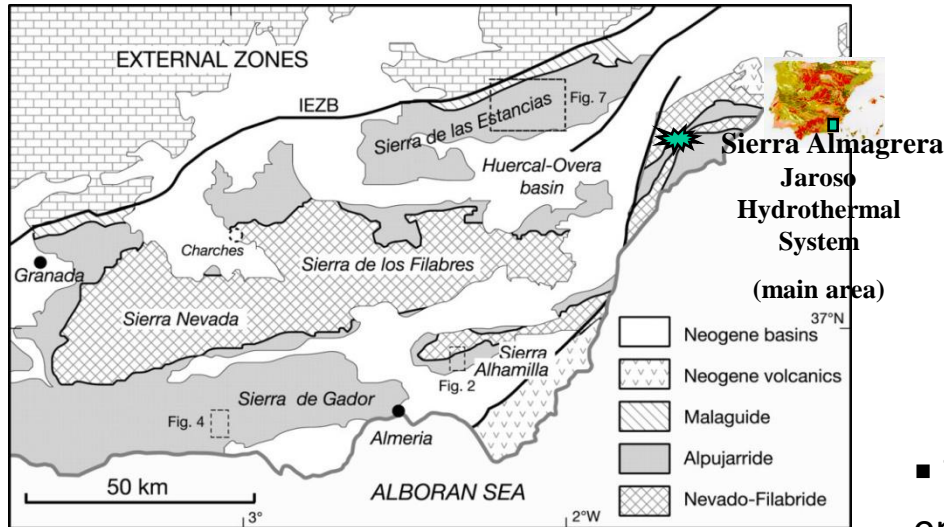 EXTERNAL ZONES
IEZB
Fig. 7
Sierra de las Estancias
Sierra Almagrera
Jaroso
Hydrothermal
System
(main area)
Huercal-Overa
basin
Charches
Granada
Sierra de los Filabres
Sierra Nevada
37°N
Sierra
Alhamilla
Fig. 2
Sierra de Gador
Fig. 4
Almeria
Neogene basins
Neogene volcanics
Malaguide
Alpujarride
Nevado-Filabride
50 km
ALBORAN SEA
3°
2°W